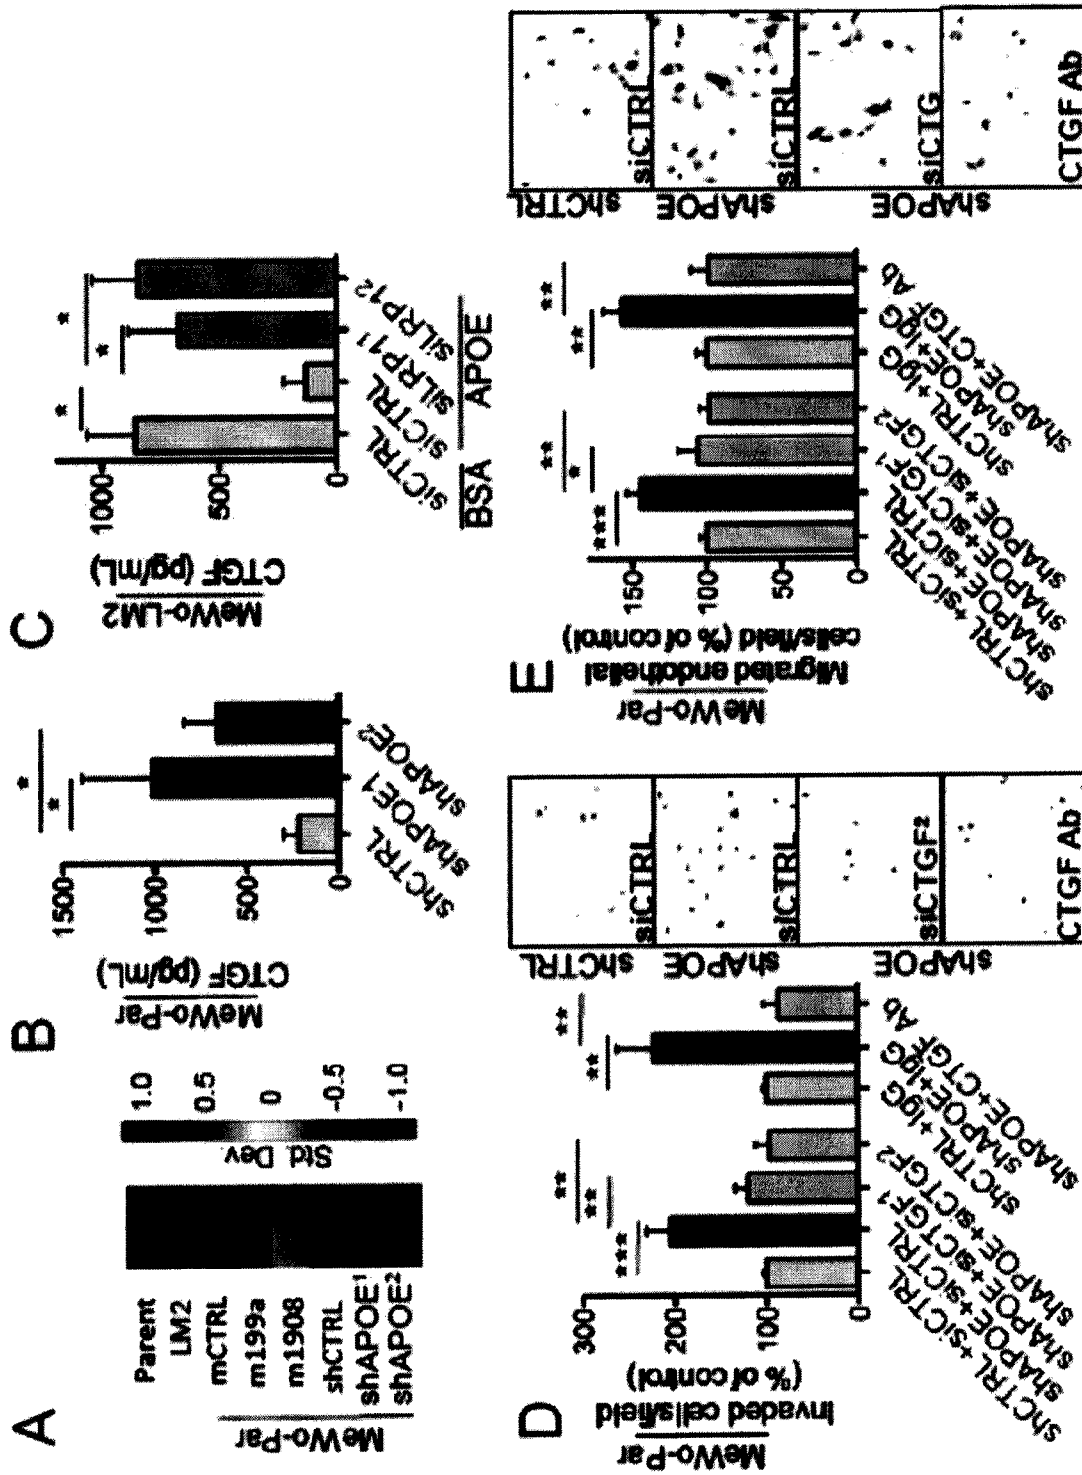 A
Parent
LM2
mCTRL
m199a
m1908
shCTRL
shAPOE¹
shAPOE²
MeWo-Par
1.0
0.5
0
-0.5
-1.0
Std. Dev.
B
MeWo-Par
CTGF (pg/mL)
1500
1000
500
0
shCTRL
shAPOE1
shAPOE²
*
*
C
MeWo-LM2
CTGF (pg/mL)
1000
500
0
siCTRL
siCTRL
siLRP1¹
siLRP1²
BSA
APOE
*
*
*
D
MeWo-Par
Invaded cells/field
(% of control)
300
200
100
0
***
**
**
**
**
shCTRL+siCTRL
shAPOE+siCTRL
shAPOE+siCTGF¹
shAPOE+siCTGF²
shCTRL+IgG
shAPOE+IgG
shAPOE+CTGF Ab
shCTRL
siCTRL
shAPOE
siCTRL
shAPOE
siCTGF²
CTGF Ab
E
MeWo-Par
Migrated endothelial
cells/field (% of control)
150
100
50
0
***
*
**
**
**
shCTRL+siCTRL
shAPOE+siCTRL
shAPOE+siCTGF¹
shAPOE+siCTGF²
shCTRL+IgG
shAPOE+IgG
shAPOE+CTGF Ab
shCTRL
siCTRL
shAPOE
siCTRL
shAPOE
siCTG
CTGF Ab